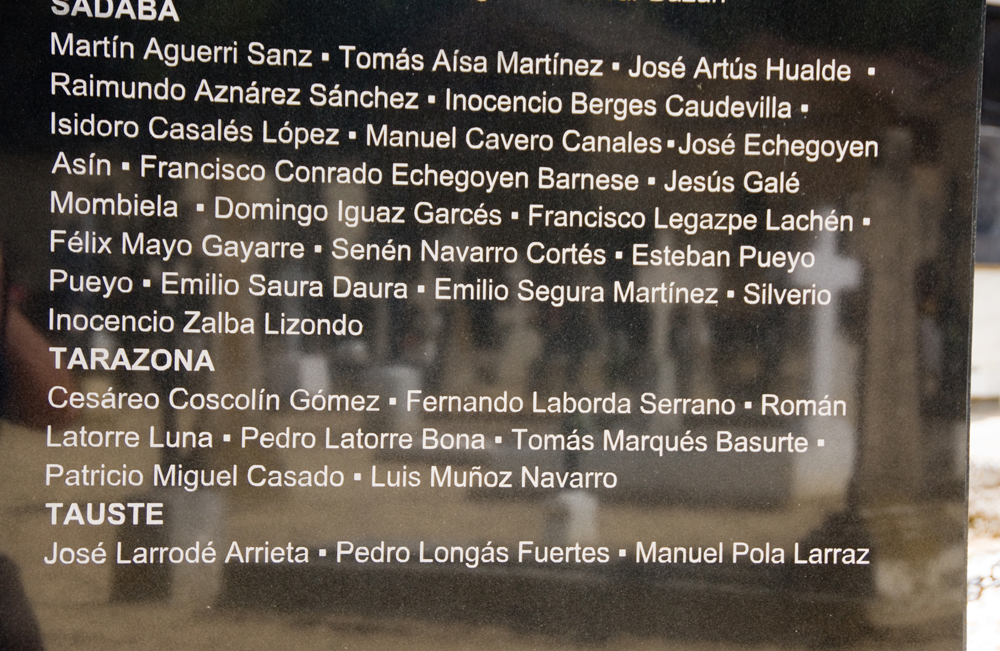 SÁDABA
Martín Aguerri Sanz ▪ Tomás Aísa Martínez ▪ José Artús Hualde ▪
Raimundo Aznárez Sánchez ▪ Inocencio Berges Caudevilla ▪
Isidoro Casalés López ▪ Manuel Cavero Canales ▪ José Echegoyen
Asín ▪ Francisco Conrado Echegoyen Barnese ▪ Jesús Galé
Mombiela ▪ Domingo Iguaz Garcés ▪ Francisco Legazpe Lachén ▪
Félix Mayo Gayarre ▪ Senén Navarro Cortés ▪ Esteban Pueyo
Pueyo ▪ Emilio Saura Daura ▪ Emilio Segura Martínez ▪ Silverio
Inocencio Zalba Lizondo
TARAZONA
Cesáreo Coscolín Gómez ▪ Fernando Laborda Serrano ▪ Román
Latorre Luna ▪ Pedro Latorre Bona ▪ Tomás Marqués Basurte ▪
Patricio Miguel Casado ▪ Luis Muñoz Navarro
TAUSTE
José Larrodé Arrieta ▪ Pedro Longás Fuertes ▪ Manuel Pola Larraz